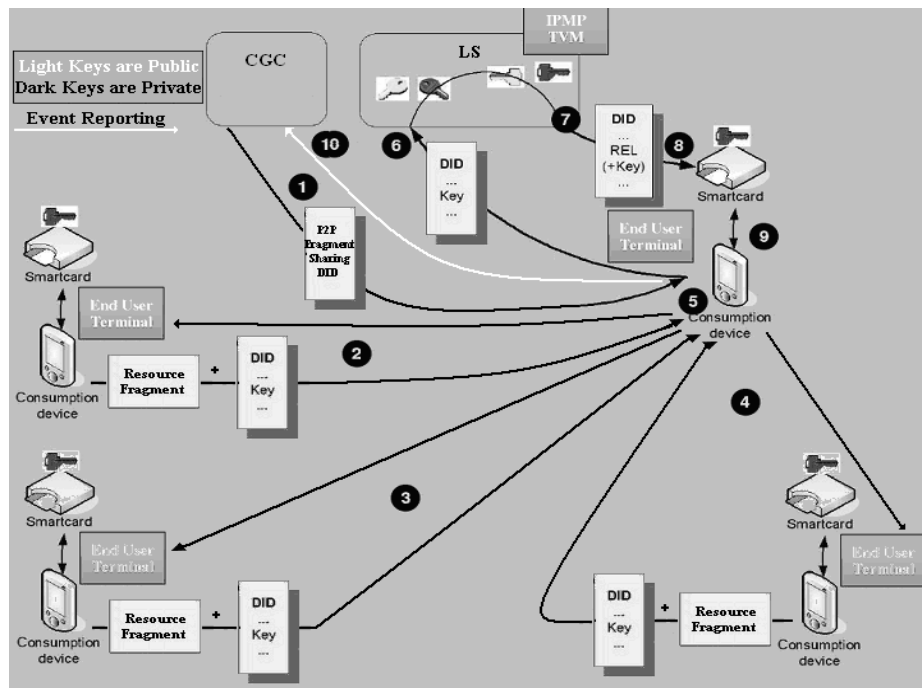 IPMP
TVM
CGC
LS
Light Keys are Public
Dark Keys are Private
Event Reporting
10
6
7
8
DID
...
REL
(+Key)
...
Smartcard
DID
...
Key
...
1
P2P
Fragment
Sharing
DID
End User
Terminal
9
Smartcard
End User
Terminal
5
Consumption
device
2
Resource
Fragment
+
DID
...
Key
...
Consumption
device
4
3
Smartcard
End User
Terminal
Resource
Fragment
+
DID
...
Key
...
Consumption
device
Smartcard
End User
Terminal
DID
...
Key
...
+
Resource
Fragment
Consumption
device